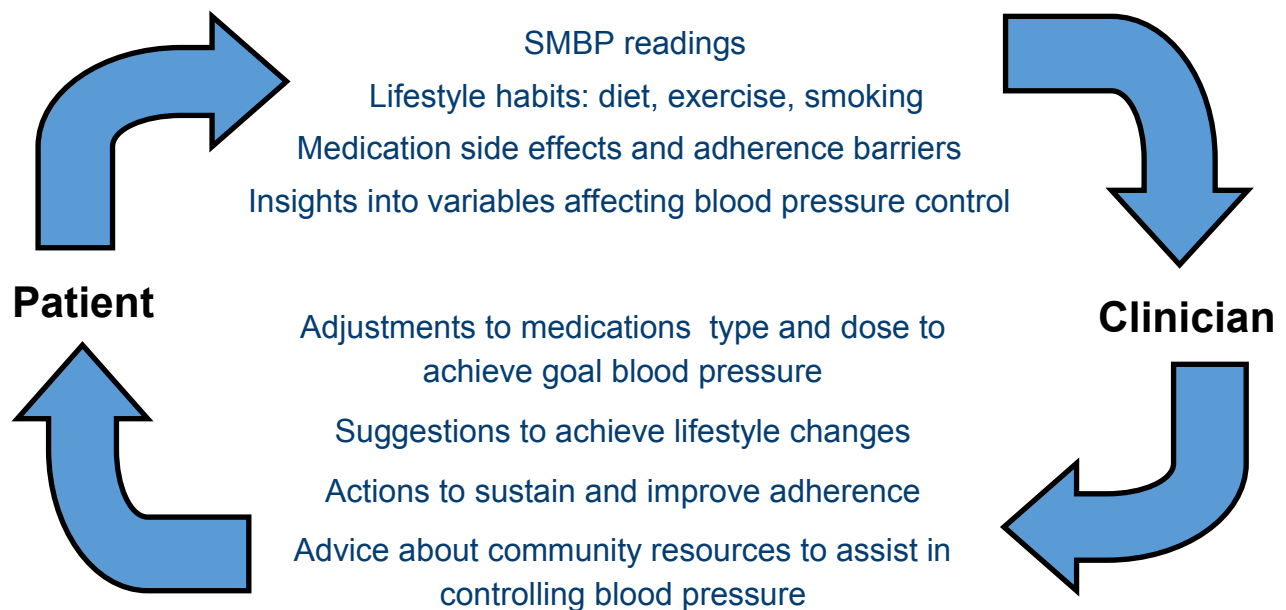 SMBP readings
Lifestyle habits: diet, exercise, smoking
Medication side effects and adherence barriers
Insights into variables affecting blood pressure control
Patient
Clinician
Adjustments to medications  type and dose to
achieve goal blood pressure
Suggestions to achieve lifestyle changes
Actions to sustain and improve adherence
Advice about community resources to assist in
controlling blood pressure